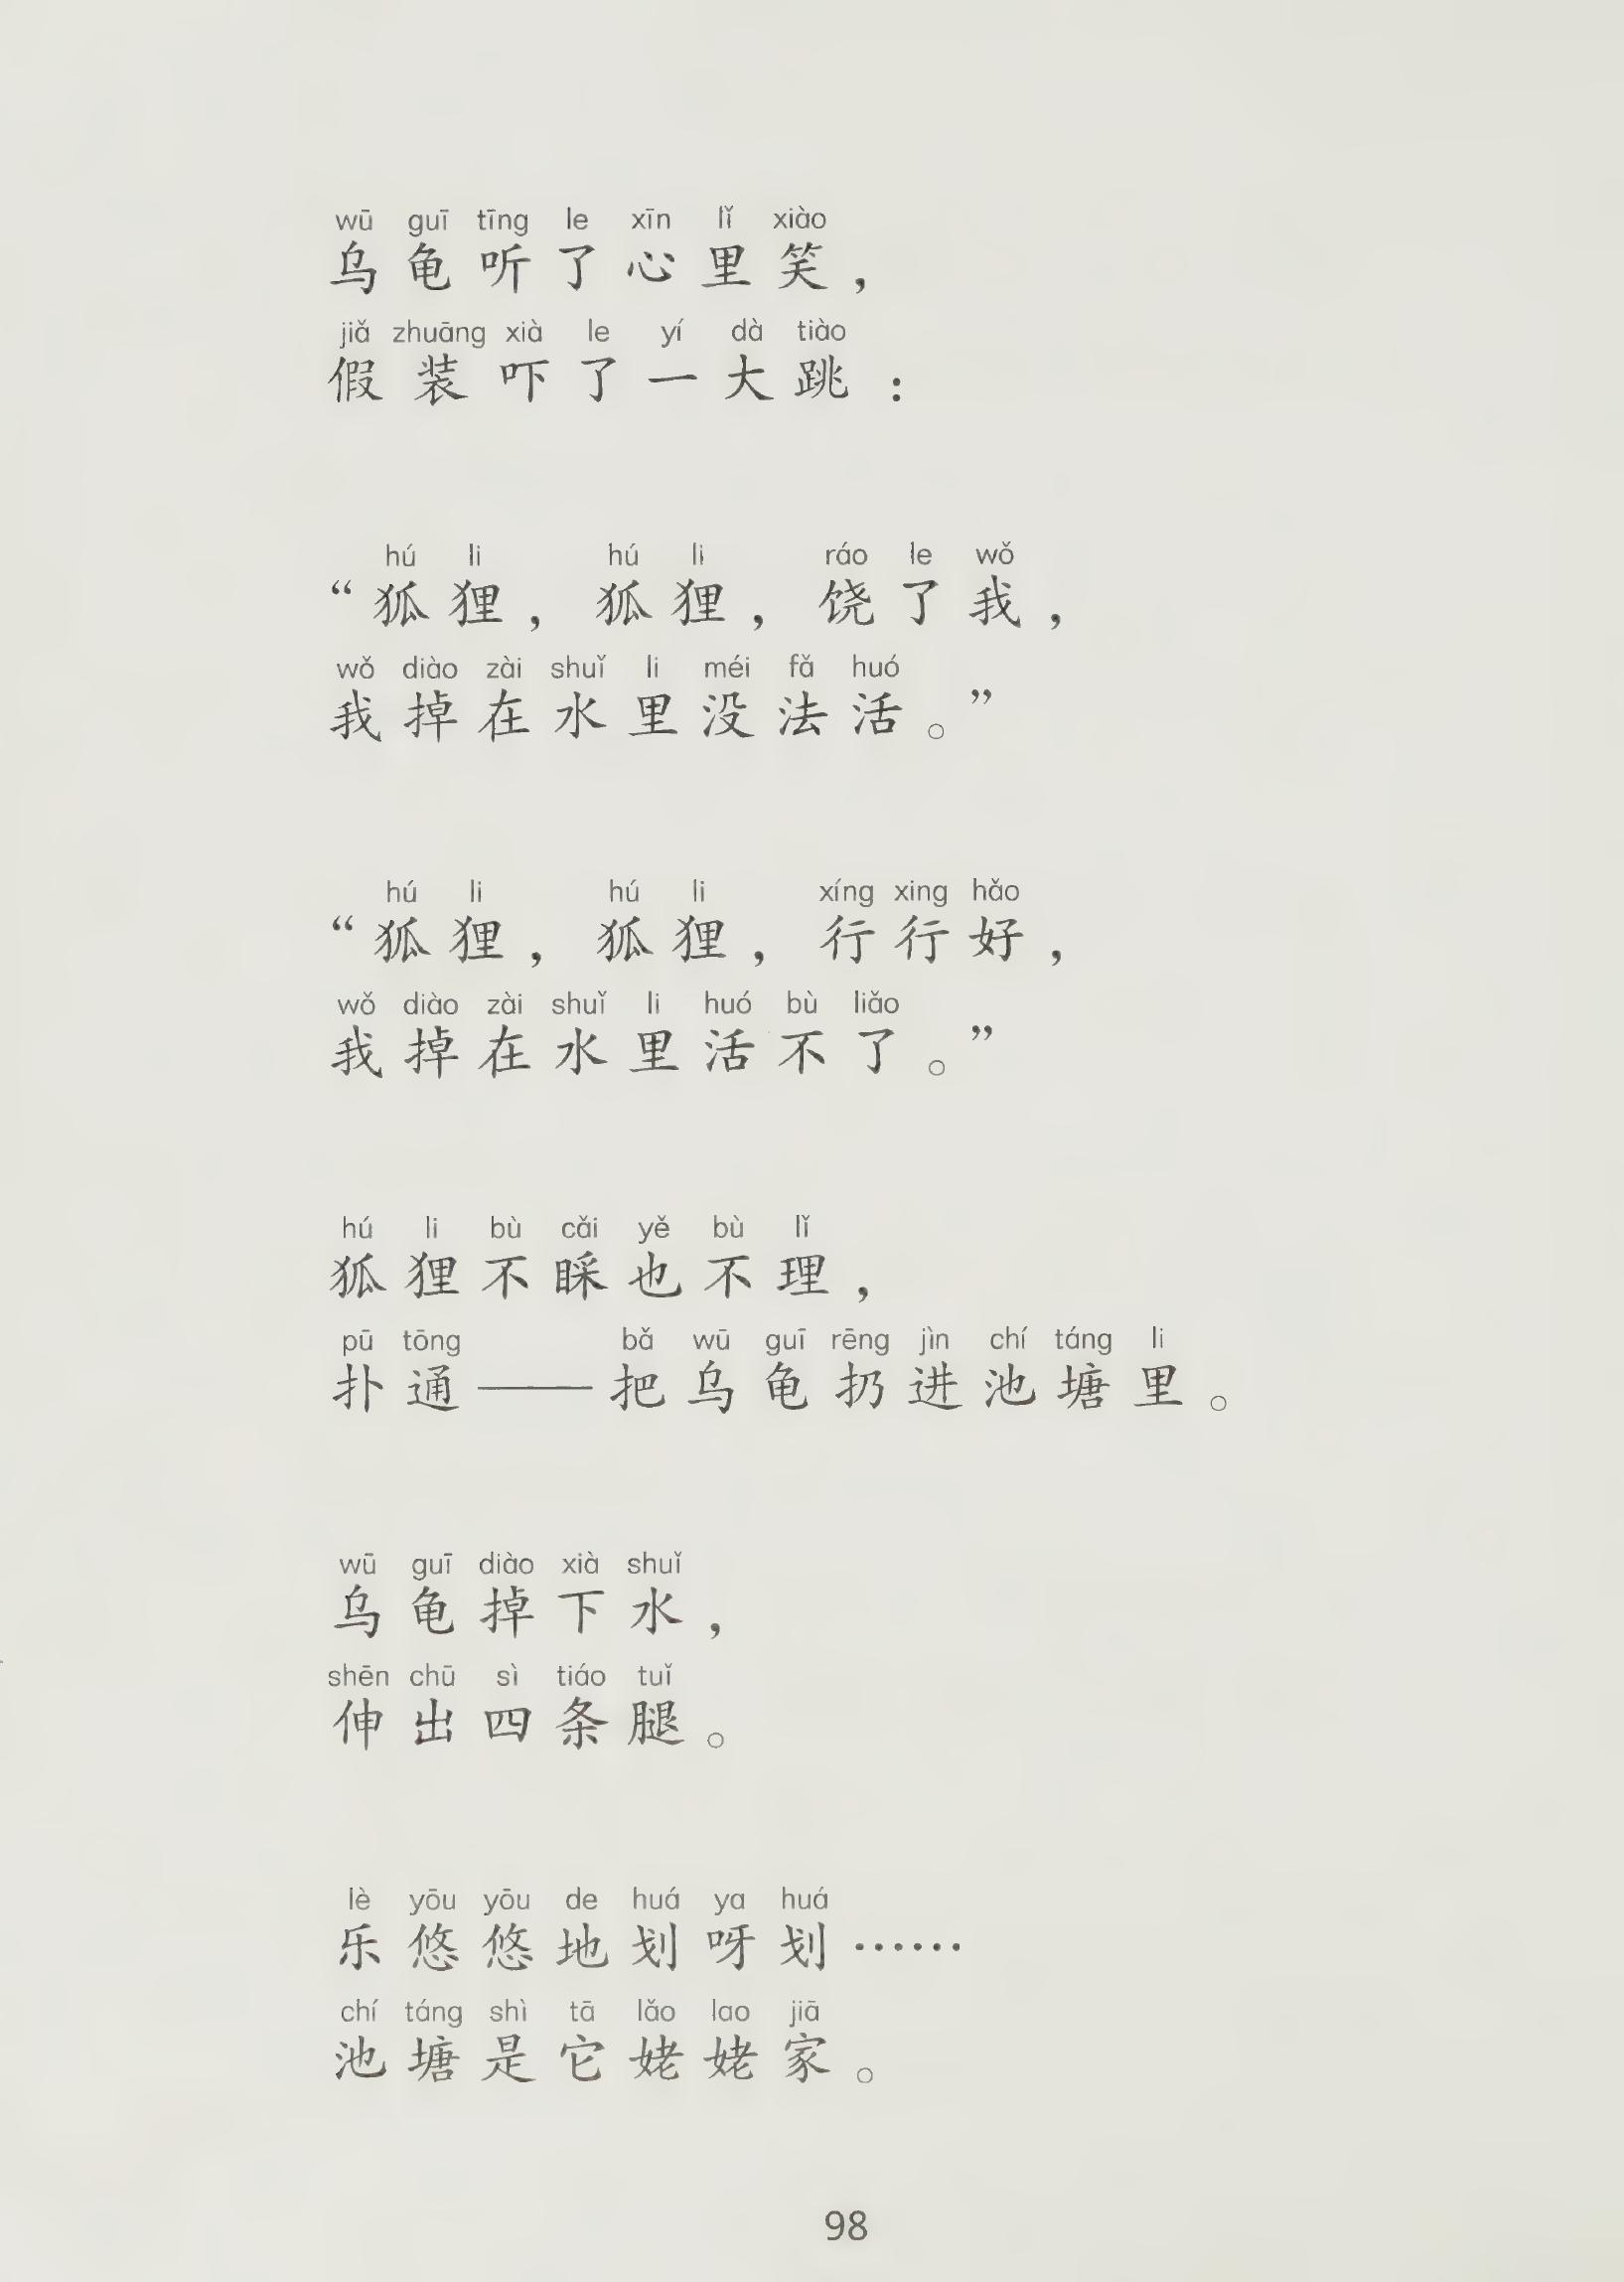 wū guī tīng le xīn lǐ xiào
乌龟听了心里笑，
jiǎ zhuāng xià le yí dà tiào
假装吓了一大跳：
hú li hú li ráo le wǒ
“狐狸，狐狸，饶了我，
wǒ diào zài shuǐ li méi fǎ huó
我掉在水里没法活。”
hú li hú li xíng xing hǎo
“狐狸，狐狸，行行好，
wǒ diào zài shuǐ li huó bù liǎo
我掉在水里活不了。”
hú li bù cǎi yě bù lǐ
狐狸不睬也不理，
pū tōng bǎ wū guī rēng jìn chí táng li
扑通——把乌龟扔进池塘里。
wū guī diào xià shuǐ
乌龟掉下水，
shēn chū sì tiáo tuǐ
伸出四条腿。
lè yōu yōu de huá ya huá
乐悠悠地划呀划……
chí táng shì tā lǎo lao jiā
池塘是它姥姥家。
98